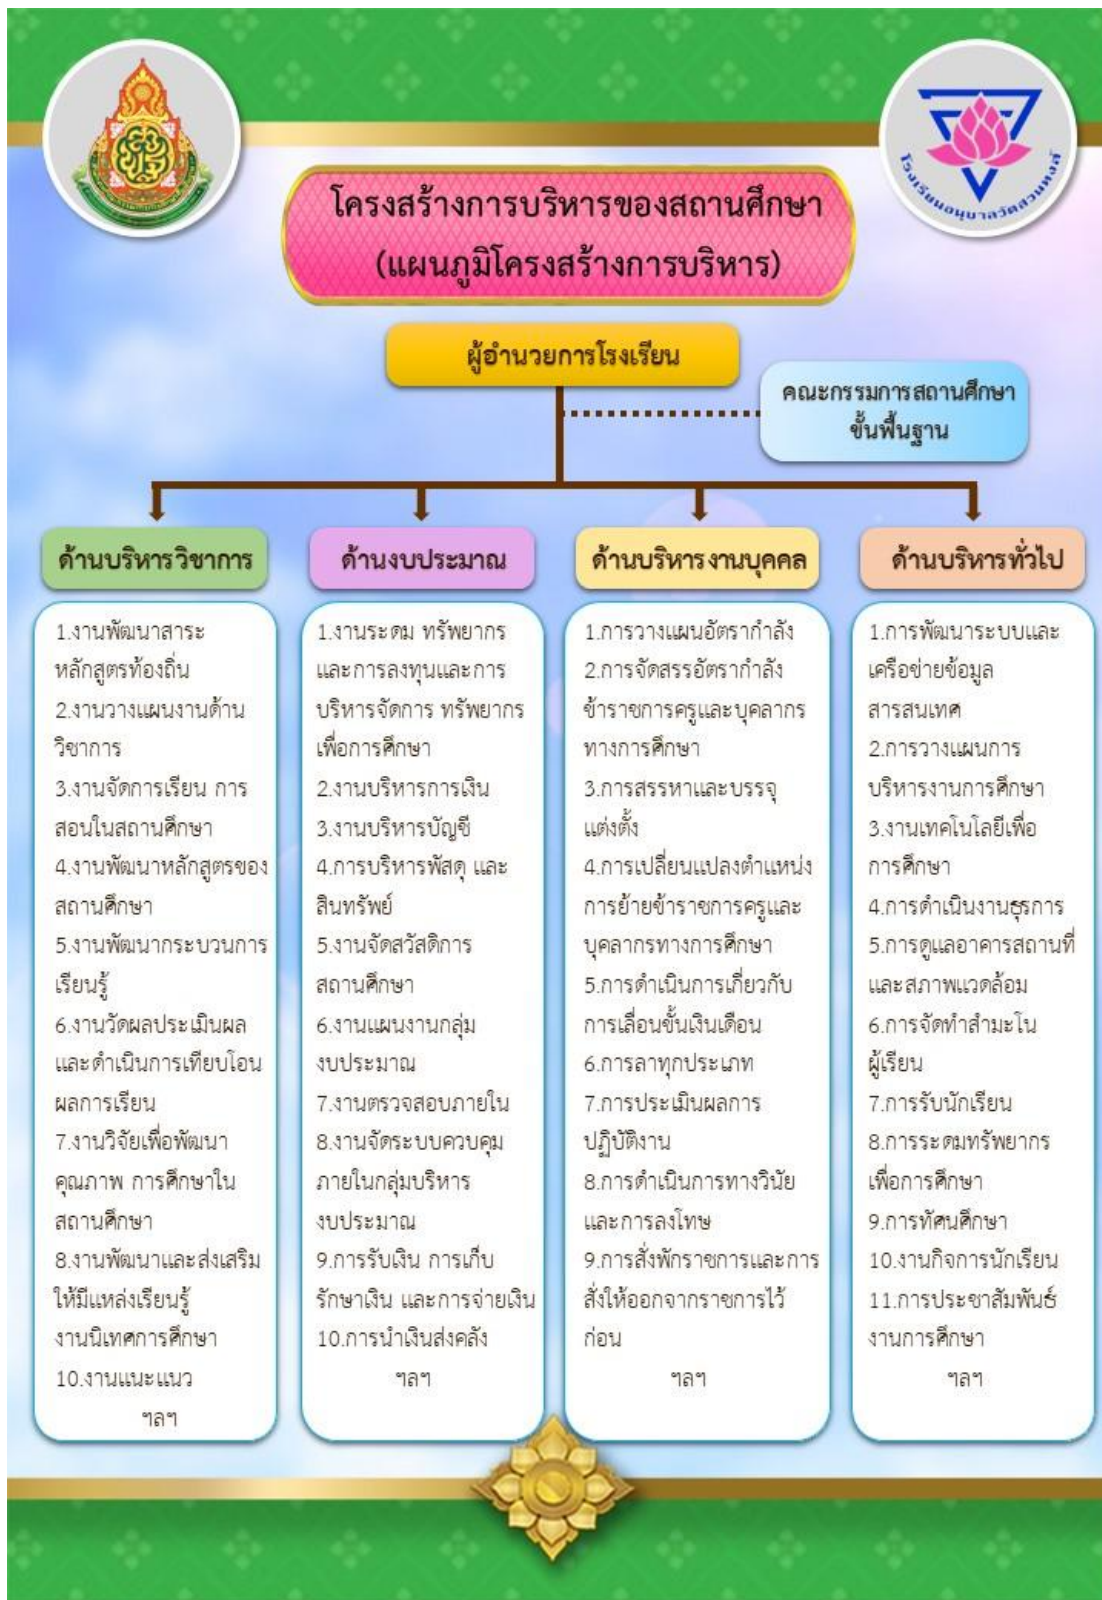 โรงเรียนอนุบาลวัดสวนหงส์
โครงสร้างการบริหารของสถานศึกษา
(แผนภูมิโครงสร้างการบริหาร)
ผู้อำนวยการโรงเรียน
คณะกรรมการสถานศึกษา
ขั้นพื้นฐาน
ด้านบริหารวิชาการ
1.งานพัฒนาสาระ
หลักสูตรท้องถิ่น
2.งานวางแผนงานด้าน
วิชาการ
3.งานจัดการเรียน การ
สอนในสถานศึกษา
4.งานพัฒนาหลักสูตรของ
สถานศึกษา
5.งานพัฒนากระบวนการ
เรียนรู้
6.งานวัดผลประเมินผล
และดำเนินการเทียบโอน
ผลการเรียน
7.งานวิจัยเพื่อพัฒนา
คุณภาพ การศึกษาใน
สถานศึกษา
8.งานพัฒนาและส่งเสริม
ให้มีแหล่งเรียนรู้
งานนิเทศการศึกษา
10.งานแนะแนว
ฯลฯ
ด้านงบประมาณ
1.งานระดม ทรัพยากร
และการลงทุนและการ
บริหารจัดการ ทรัพยากร
เพื่อการศึกษา
2.งานบริหารการเงิน
3.งานบริหารบัญชี
4.การบริหารพัสดุ และ
สินทรัพย์
5.งานจัดสวัสดิการ
สถานศึกษา
6.งานแผนงานกลุ่ม
งบประมาณ
7.งานตรวจสอบภายใน
8.งานจัดระบบควบคุม
ภายในกลุ่มบริหาร
งบประมาณ
9.การรับเงิน การเก็บ
รักษาเงิน และการจ่ายเงิน
10.การนำเงินส่งคลัง
ฯลฯ
ด้านบริหารงานบุคคล
1.การวางแผนอัตรากำลัง
2.การจัดสรรอัตรากำลัง
ข้าราชการครูและบุคลากร
ทางการศึกษา
3.การสรรหาและบรรจุ
แต่งตั้ง
4.การเปลี่ยนแปลงตำแหน่ง
การย้ายข้าราชการครูและ
บุคลากรทางการศึกษา
5.การดำเนินการเกี่ยวกับ
การเลื่อนขั้นเงินเดือน
6.การลาทุกประเภท
7.การประเมินผลการ
ปฏิบัติงาน
8.การดำเนินการทางวินัย
และการลงโทษ
9.การสั่งพักราชการและการ
สั่งให้ออกจากราชการไว้
ก่อน
ฯลฯ
ด้านบริหารทั่วไป
1.การพัฒนาระบบและ
เครือข่ายข้อมูล
สารสนเทศ
2.การวางแผนการ
บริหารงานการศึกษา
3.งานเทคโนโลยีเพื่อ
การศึกษา
4.การดำเนินงานธุรการ
5.การดูแลอาคารสถานที่
และสภาพแวดล้อม
6.การจัดทำสำมะโน
ผู้เรียน
7.การรับนักเรียน
8.การระดมทรัพยากร
เพื่อการศึกษา
9.การทัศนศึกษา
10.งานกิจการนักเรียน
11.การประชาสัมพันธ์
งานการศึกษา
ฯลฯ